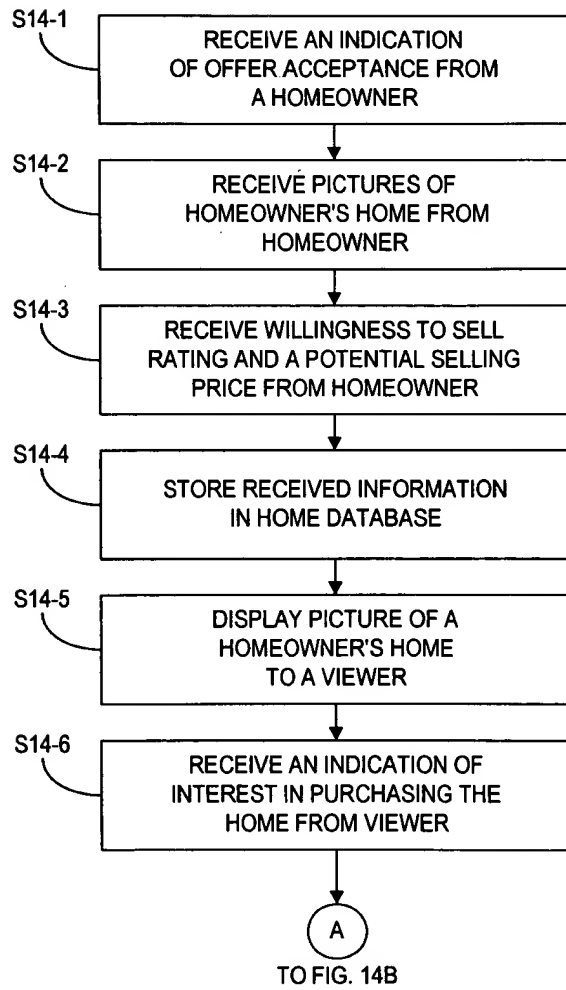 S14-1
RECEIVE AN INDICATION
OF OFFER ACCEPTANCE FROM
A HOMEOWNER
S14-2
RECEIVE PICTURES OF
HOMEOWNER'S HOME FROM
HOMEOWNER
S14-3
RECEIVE WILLINGNESS TO SELL
RATING AND A POTENTIAL SELLING
PRICE FROM HOMEOWNER
S14-4
STORE RECEIVED INFORMATION
IN HOME DATABASE
S14-5
DISPLAY PICTURE OF A
HOMEOWNER'S HOME
TO A VIEWER
S14-6
RECEIVE AN INDICATION OF
INTEREST IN PURCHASING THE
HOME FROM VIEWER
A
TO FIG. 14B